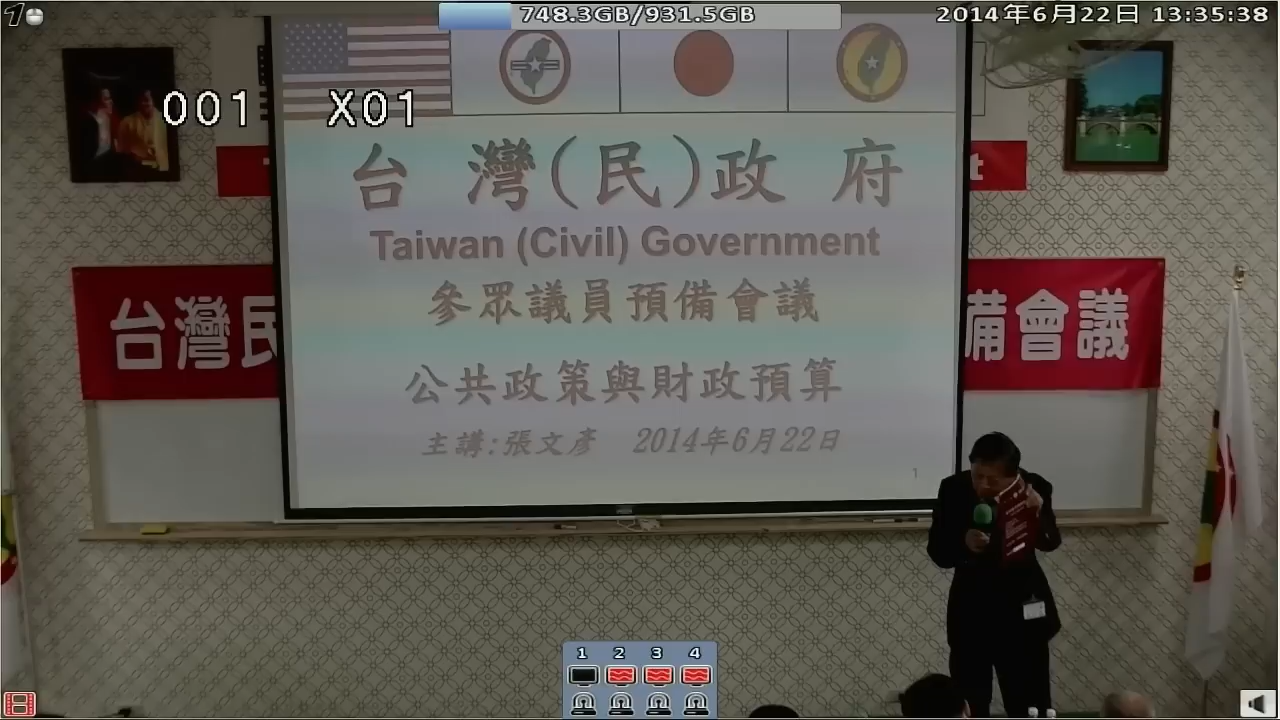 748.3GB/931.5GB
2014年6月22日 13:35:38
001 X01
台 灣(民)政 府
Taiwan (Civil) Government
參眾議員預備會議
台灣民
備會議
公共政策與財政預算
主講:張文彥 2014年6月22日
1
t
1 2 3 4